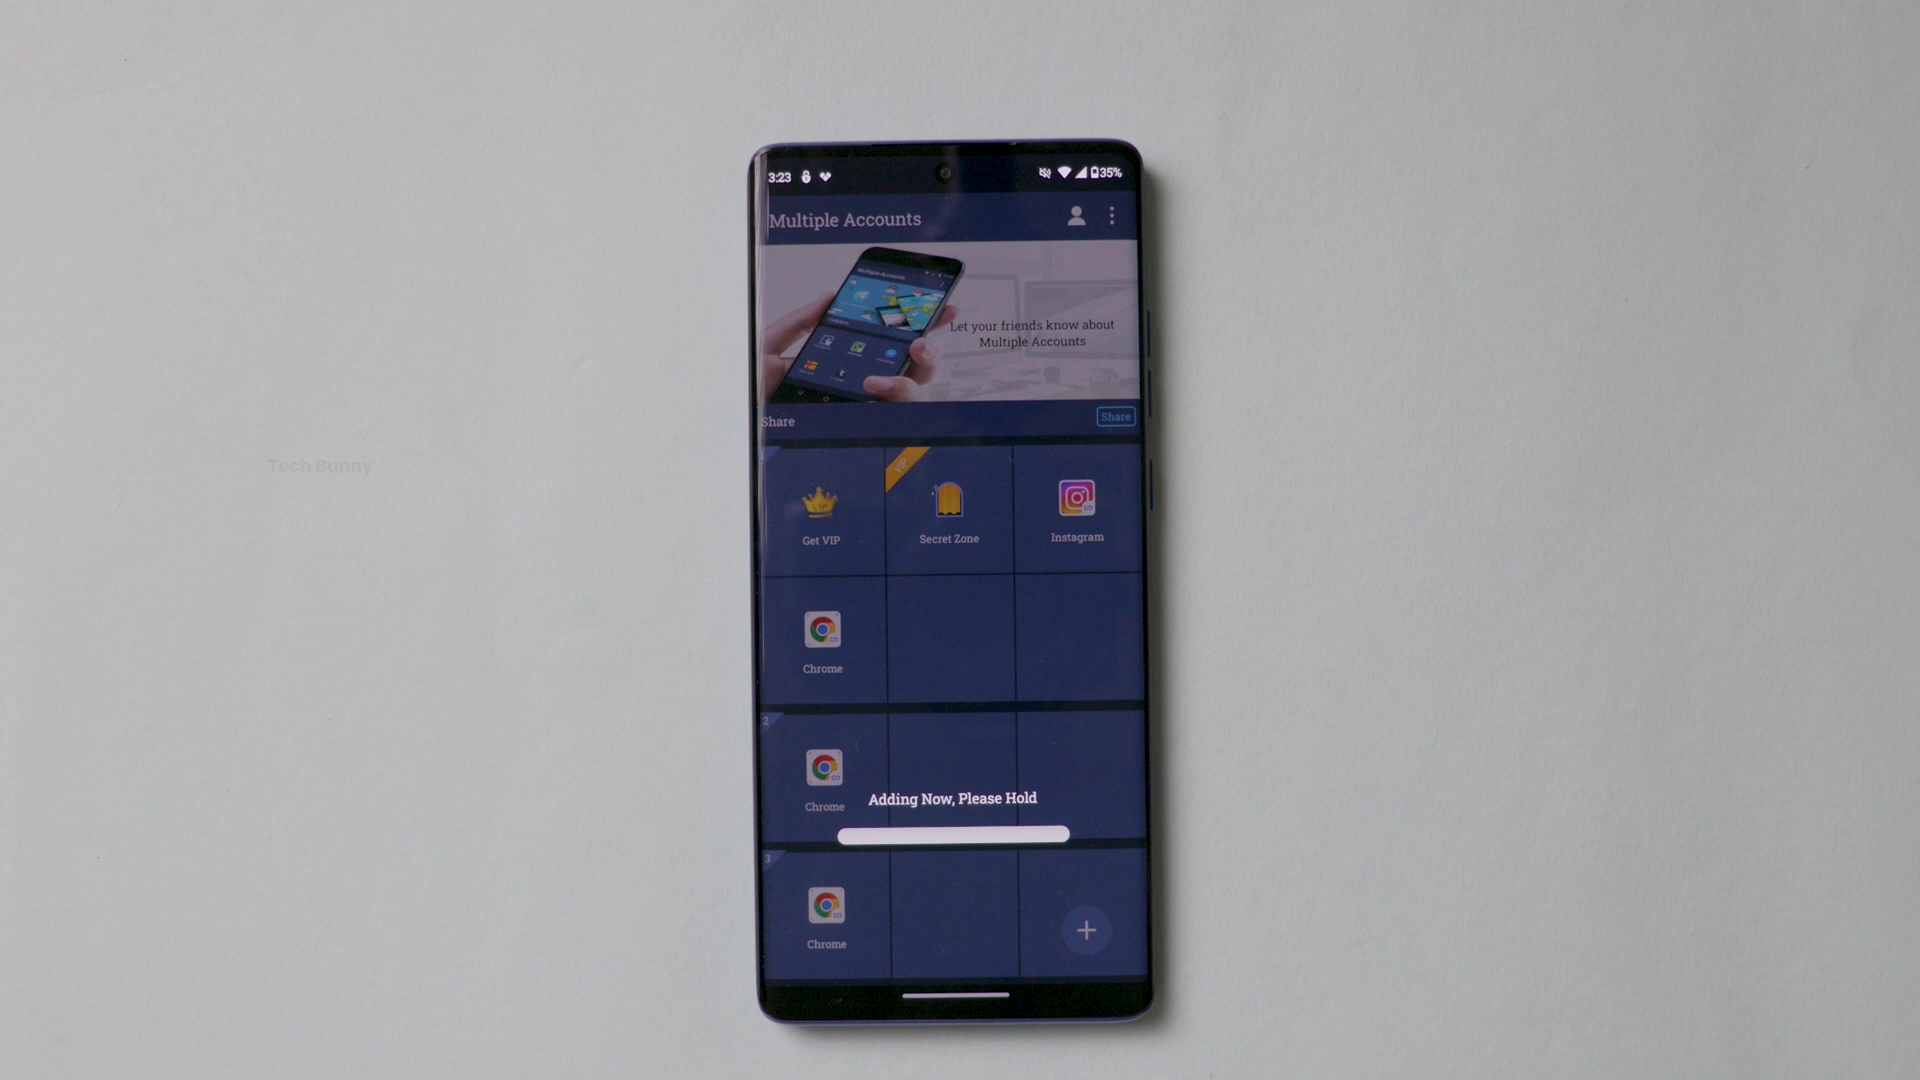 3:23
35%
Multiple Accounts
Multiple Accounts
Let your friends know about
Multiple Accounts
Share
Share
VIP
VIP
Get VIP
Secret Zone
Instagram
Chrome
2
Chrome
Adding Now, Please Hold
3
Chrome
Tech Bunny